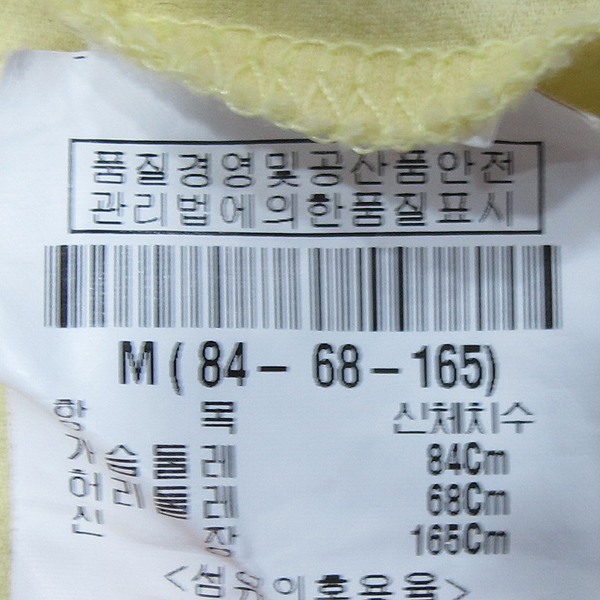 품질경영및공산품안전
관리법에의한품질표시
M ( 84 - 68 - 165)
항 목 신체치수
가슴둘레 84Cm
허리둘레 68Cm
신 장 165Cm
<섬유의혼용율>